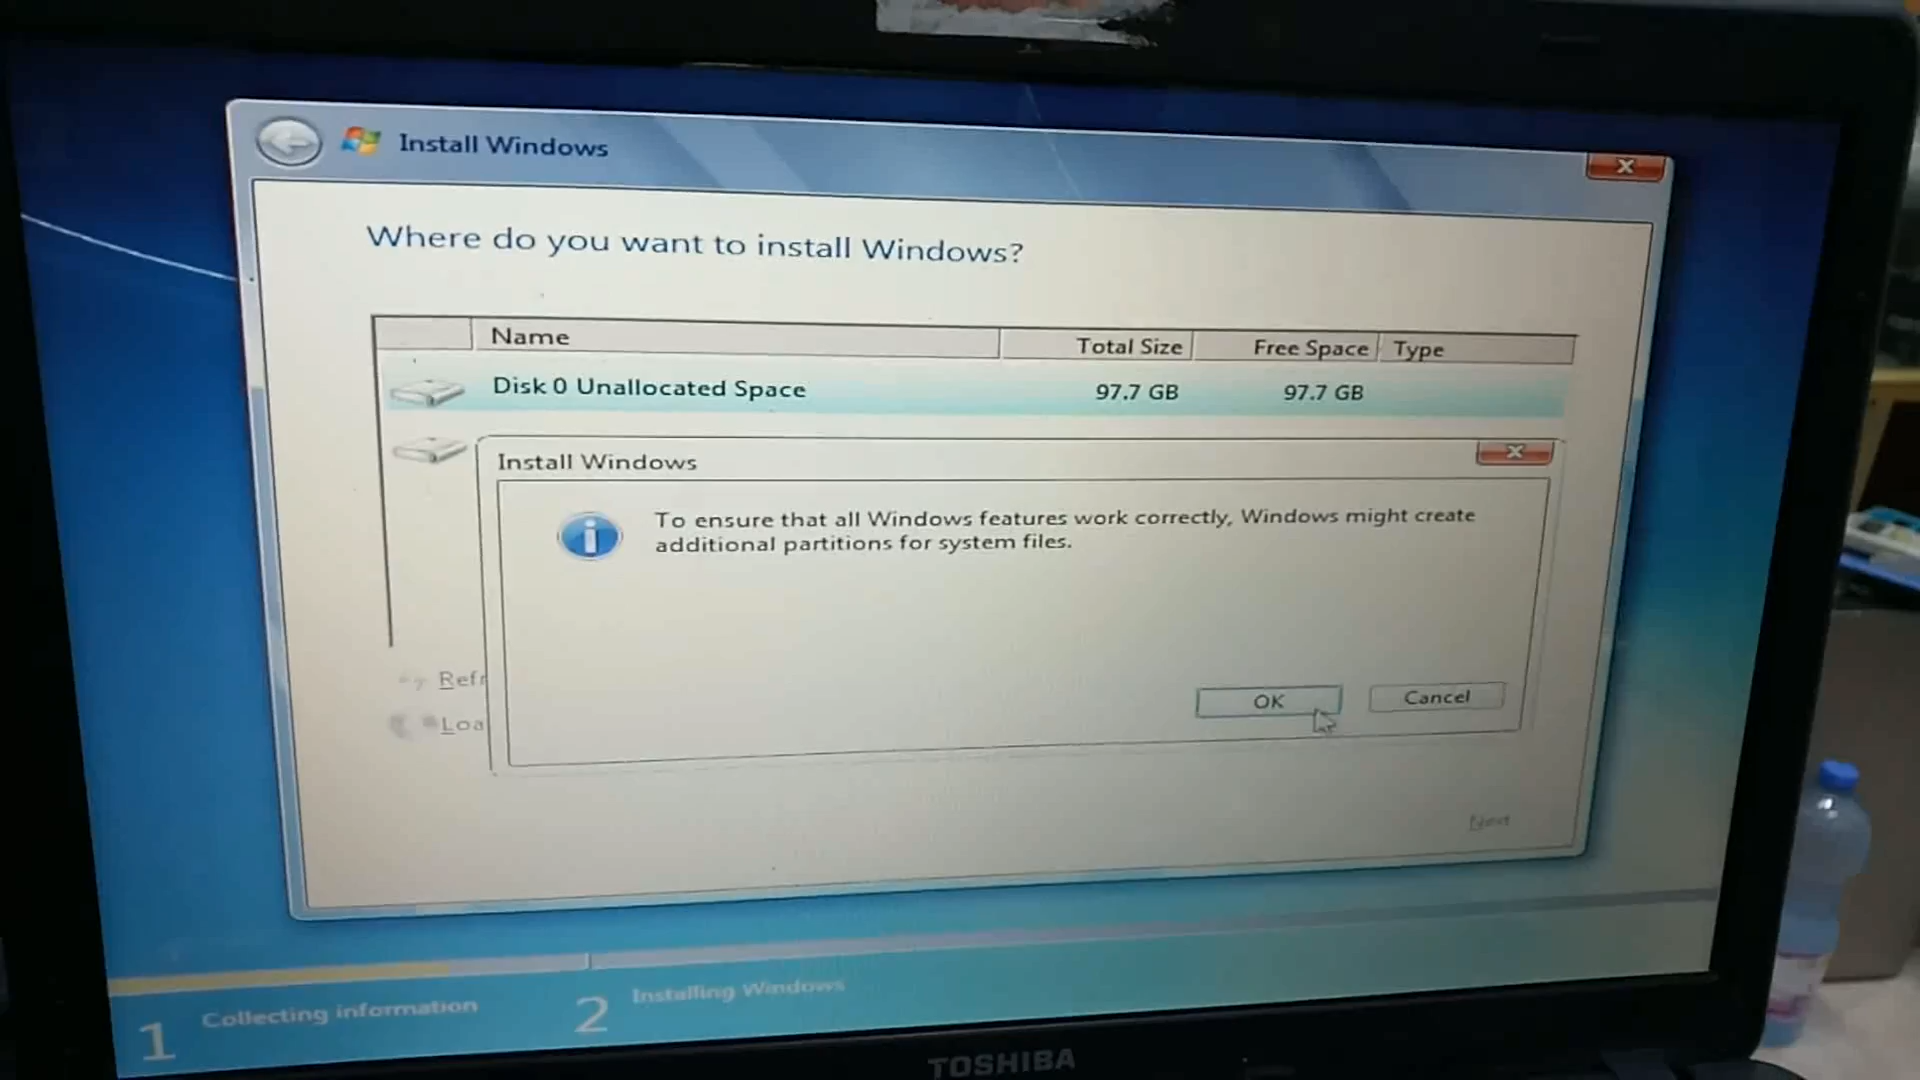 Install Windows
Where do you want to install Windows?
Name Total Size Free Space Type
Disk 0 Unallocated Space 97.7 GB 97.7 GB
Install Windows
To ensure that all Windows features work correctly, Windows might create
additional partitions for system files.
OK Cancel
Refr
Loa
Next
1 Collecting information 2 Installing Windows
TOSHIBA